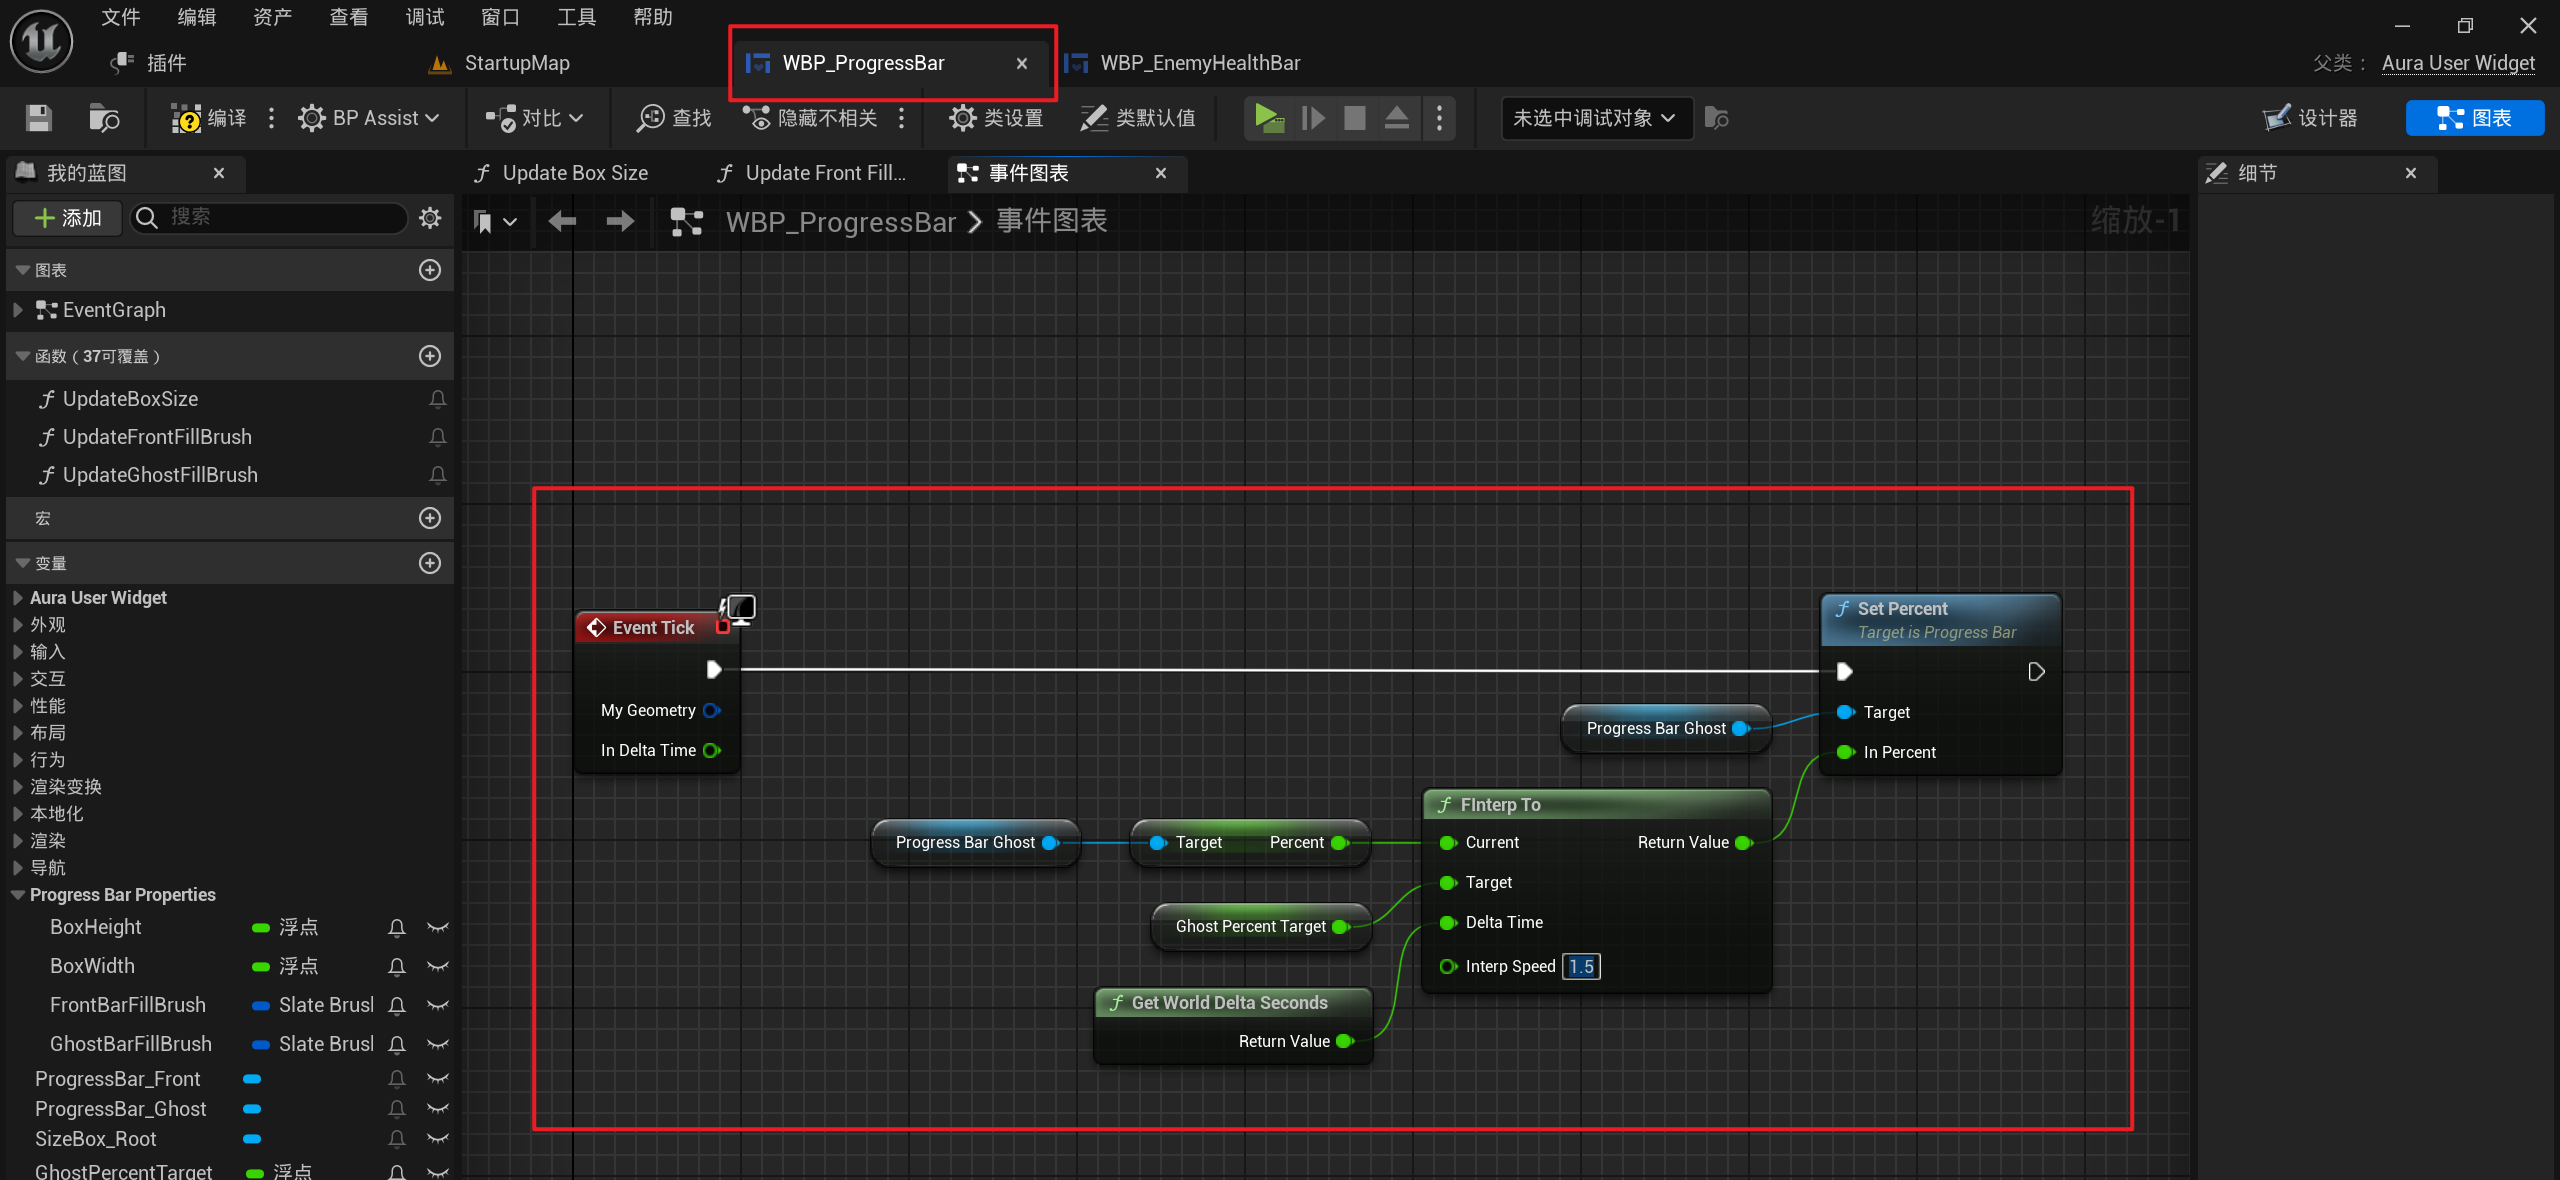 文件 编辑 资产 查看 调试 窗口 工具 帮助
插件 StartupMap WBP_ProgressBar WBP_EnemyHealthBar 父类： Aura User Widget
编译 BP Assist 对比 查找 隐藏不相关 类设置 类默认值 未选中调试对象 设计器 图表
我的蓝图 Update Box Size Update Front Fill... 事件图表 细节
添加 搜索 WBP_ProgressBar 事件图表 缩放-1
图表
EventGraph
函数（37可覆盖）
UpdateBoxSize
UpdateFrontFillBrush
UpdateGhostFillBrush
宏
变量
Aura User Widget
外观
输入
交互
性能
布局
行为
渲染变换
本地化
渲染
导航
Progress Bar Properties
BoxHeight 浮点
BoxWidth 浮点
FrontBarFillBrush Slate Brusl
GhostBarFillBrush Slate Brusl
ProgressBar_Front
ProgressBar_Ghost
SizeBox_Root
GhostPercentTarget 浮点
Event Tick
My Geometry
In Delta Time
Set Percent
Target is Progress Bar
Target
In Percent
Progress Bar Ghost
Progress Bar Ghost
Target Percent
Ghost Percent Target
Get World Delta Seconds
Return Value
FInterp To
Current Return Value
Target
Delta Time
Interp Speed 1.5